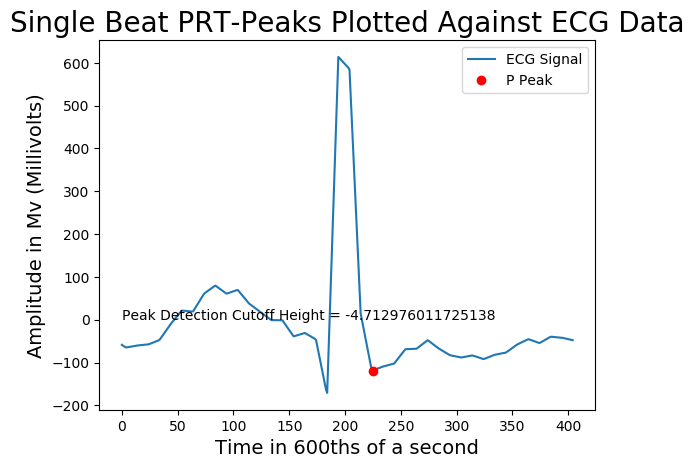 Single Beat PRT-Peaks Plotted Against ECG Data
ECG Signal
P Peak
Amplitude in Mv (Millivolts)
600
500
400
300
200
100
0
−100
−200
Peak Detection Cutoff Height = -4.712976011725138
0 50 100 150 200 250 300 350 400
Time in 600ths of a second